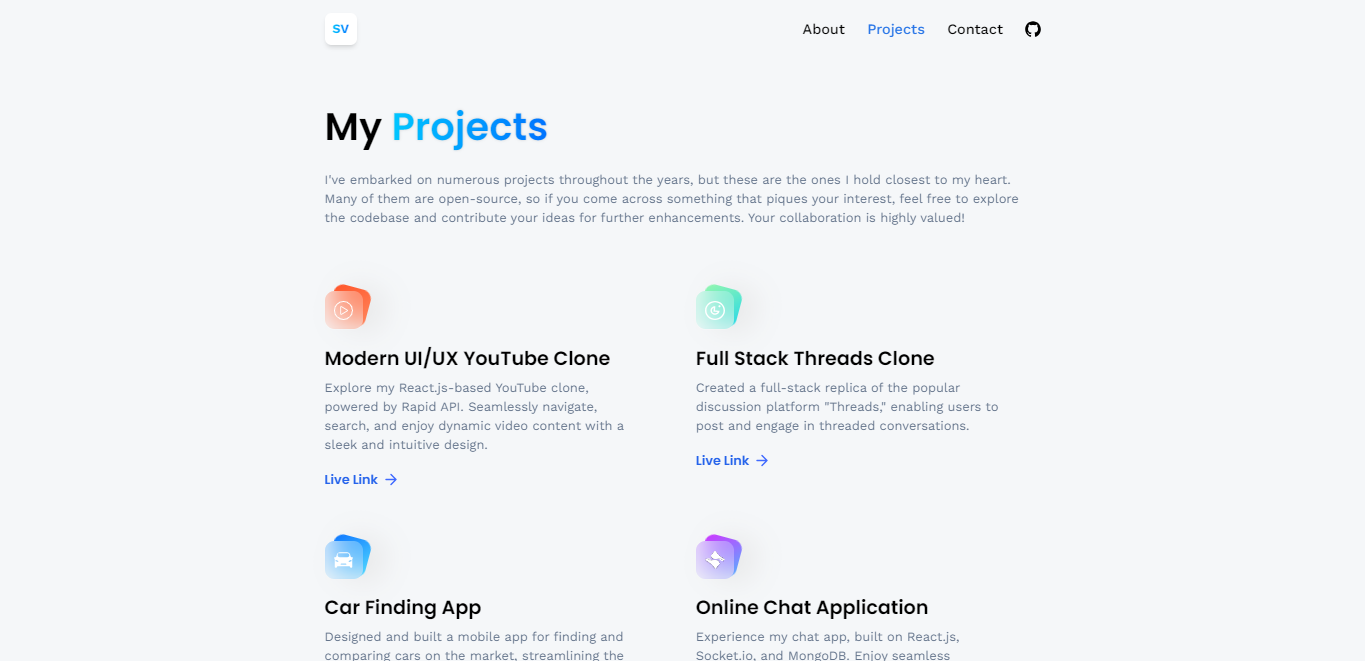 SV
About Projects Contact
My Projects
I've embarked on numerous projects throughout the years, but these are the ones I hold closest to my heart.
Many of them are open-source, so if you come across something that piques your interest, feel free to explore
the codebase and contribute your ideas for further enhancements. Your collaboration is highly valued!
Modern UI/UX YouTube Clone
Explore my React.js-based YouTube clone,
powered by Rapid API. Seamlessly navigate,
search, and enjoy dynamic video content with a
sleek and intuitive design.
Live Link
Full Stack Threads Clone
Created a full-stack replica of the popular
discussion platform "Threads," enabling users to
post and engage in threaded conversations.
Live Link
Car Finding App
Designed and built a mobile app for finding and
comparing cars on the market, streamlining the
Online Chat Application
Experience my chat app, built on React.js,
Socket.io, and MongoDB. Enjoy seamless